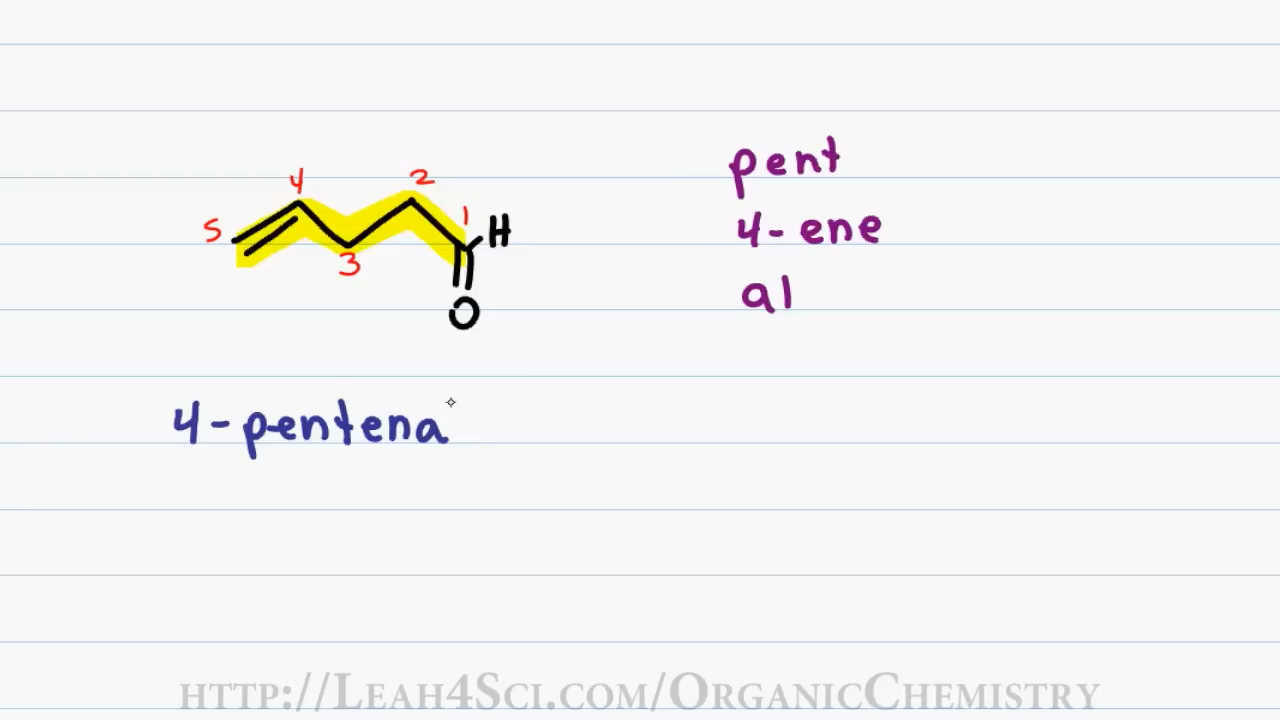 4 2
5 1 H
3
O
pent
4-ene
al
4-pentena
HTTP://LEAH4SCI.COM/ORGANICCHEMISTRY